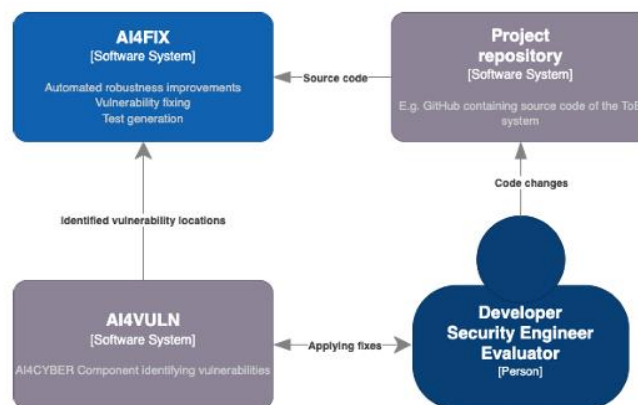 AI4FIX
[Software System]
Automated robustness improvements
Vulnerability fixing
Test generation
Source code
Project
repository
[Software System]
E.g. GitHub containing source code of the ToE
system
Identified vulnerability locations
Code changes
AI4VULN
[Software System]
AI4CYBER Component identifying vulnerabilities
Applying fixes
Developer
Security Engineer
Evaluator
[Person]